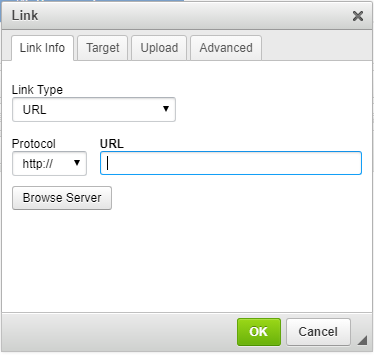 Link
Link Info Target Upload Advanced
Link Type
URL
Protocol URL
http://
Browse Server
OK Cancel